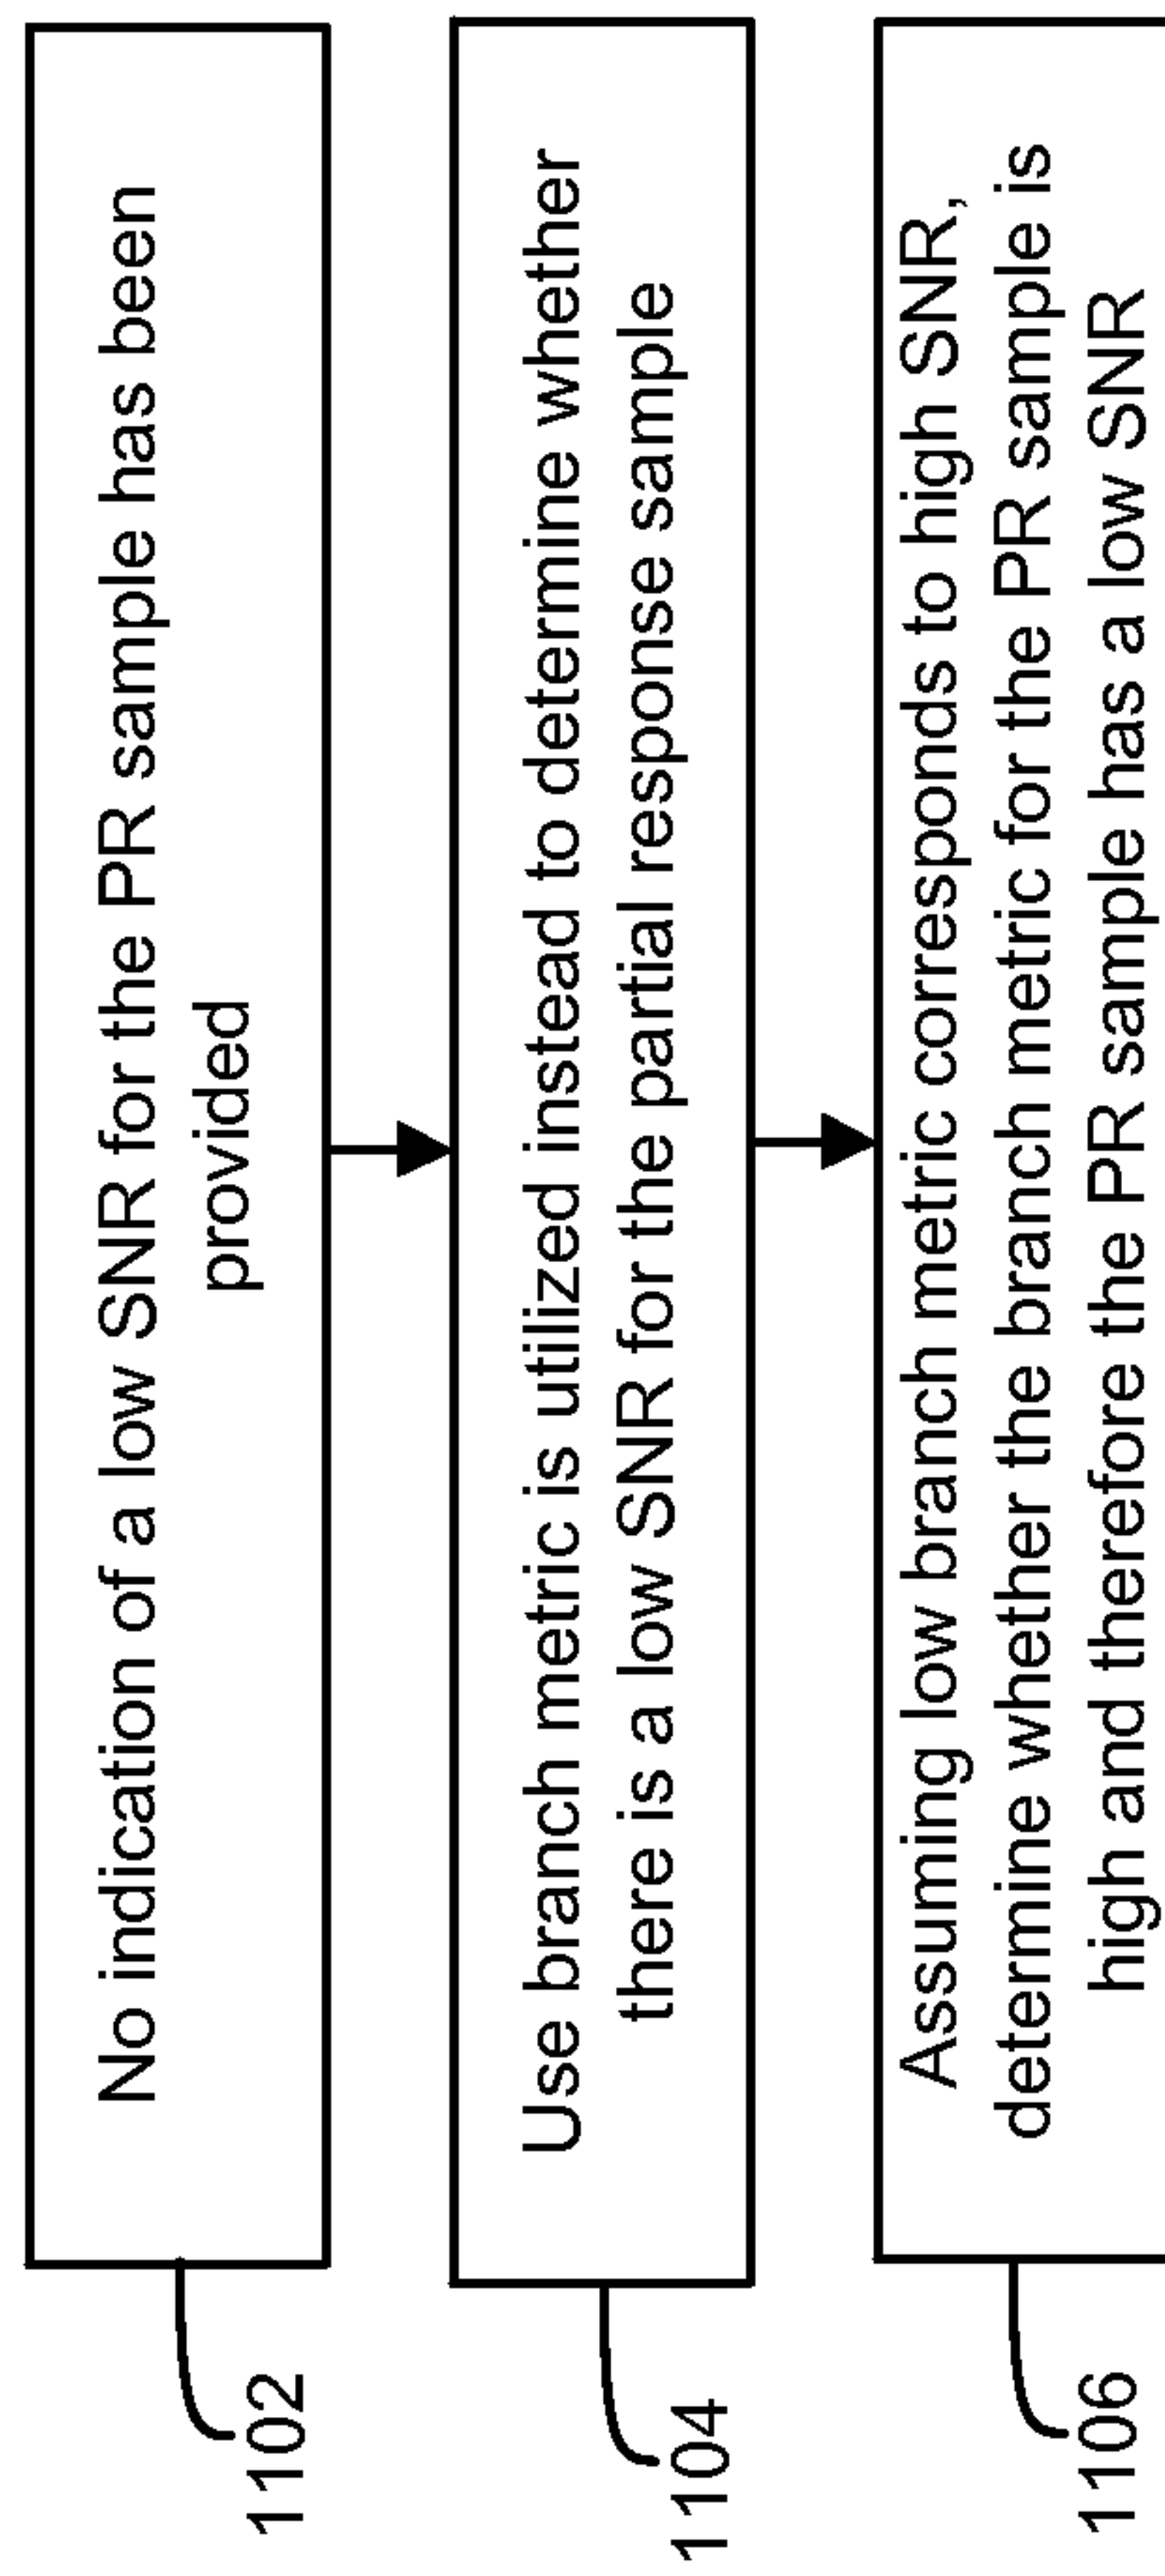 No indication of a low SNR for the PR sample has been
provided
1102
Use branch metric is utilized instead to determine whether
there is a low SNR for the partial response sample
1104
Assuming low branch metric corresponds to high SNR,
determine whether the branch metric for the PR sample is
high and therefore the PR sample has a low SNR
1106